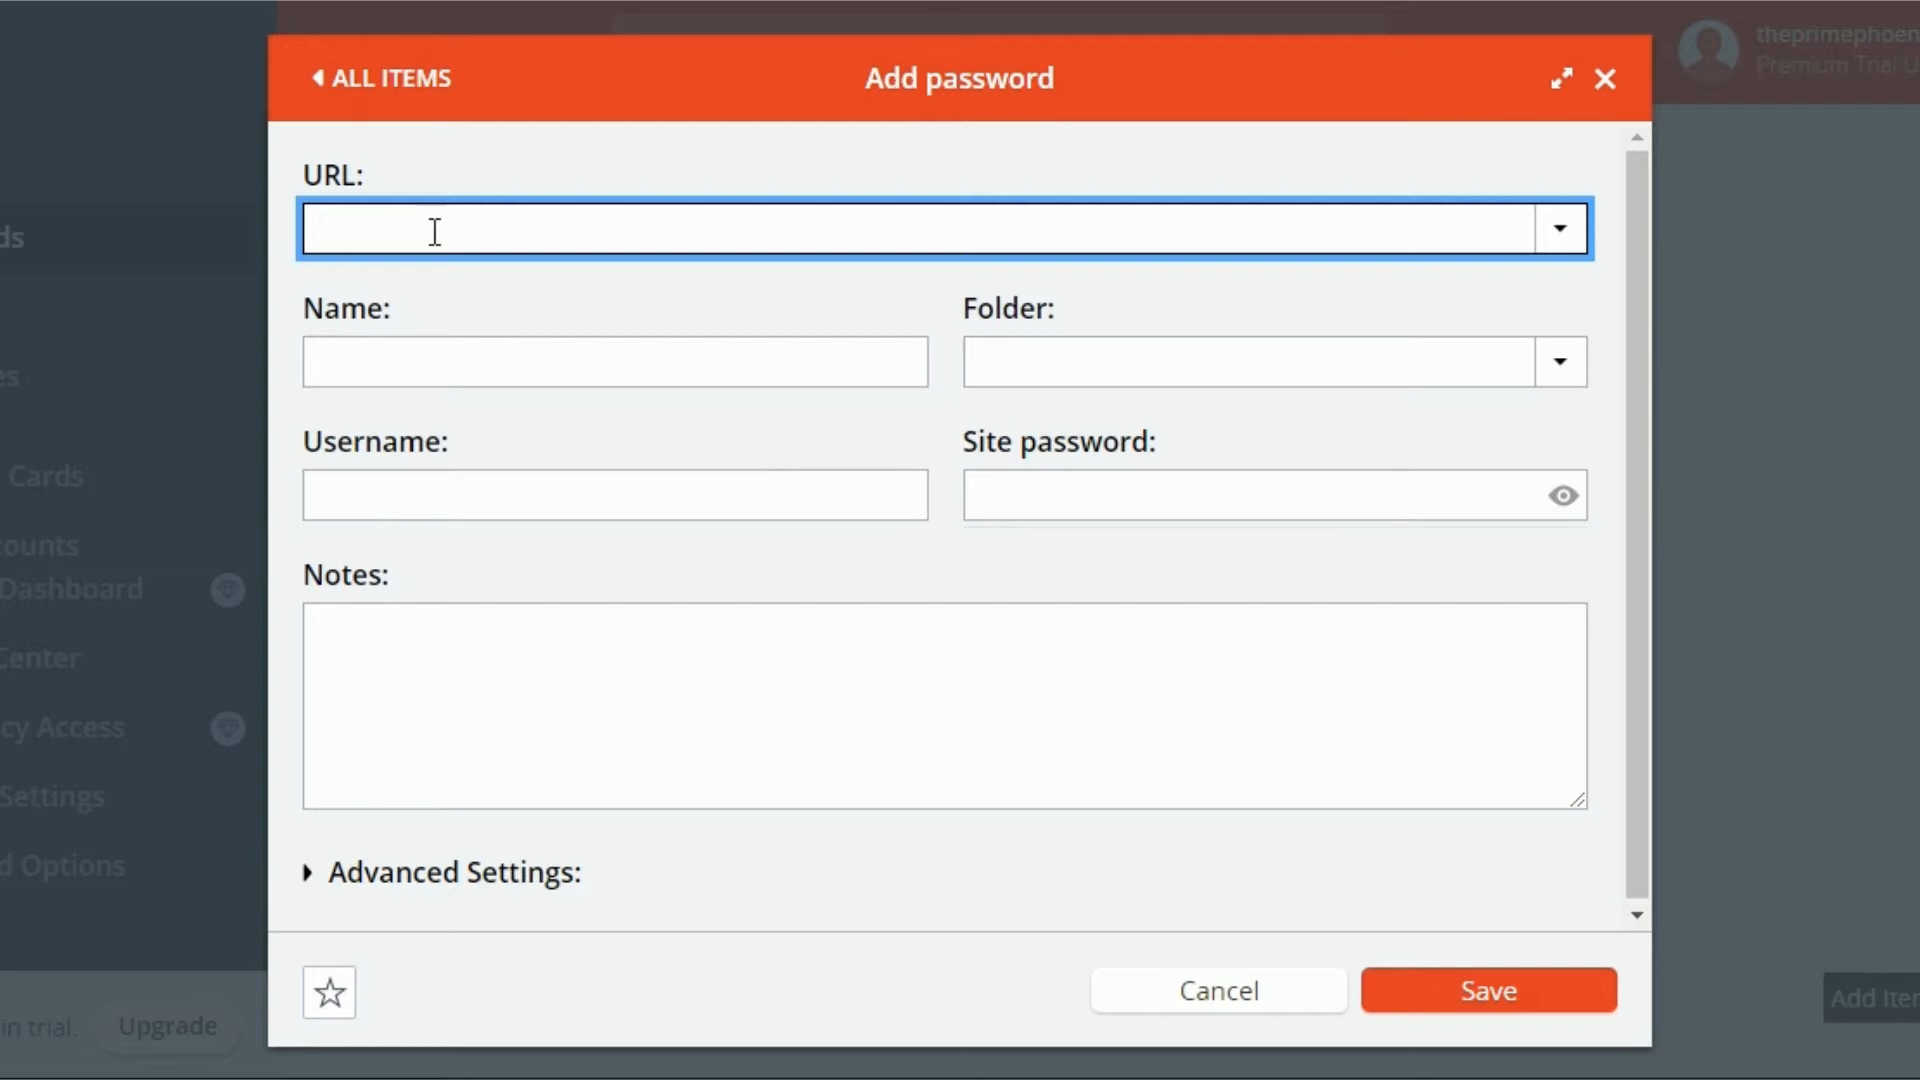 theprimephoen
Premium Trial U
ALL ITEMS
Add password
URL:
ds
Name:
Folder:
es
Username:
Site password:
Cards
counts
Dashboard
Notes:
Center
cy Access
Settings
d Options
Advanced Settings:
in trial.
Upgrade
Cancel
Save
Add Iter